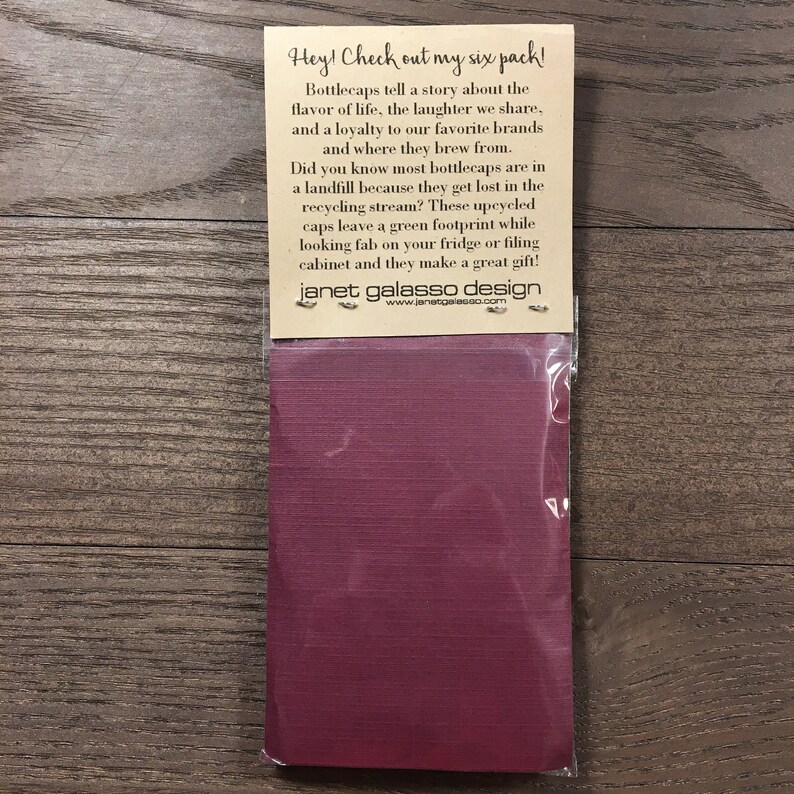 Hey! Check out my six pack!
Bottlecaps tell a story about the
flavor of life, the laughter we share,
and a loyalty to our favorite brands
and where they brew from.
Did you know most bottlecaps are in
a landfill because they get lost in the
recycling stream? These upcycled
caps leave a green footprint while
looking fab on your fridge or filing
cabinet and they make a great gift!
janet galasso design
www.janetgalasso.com